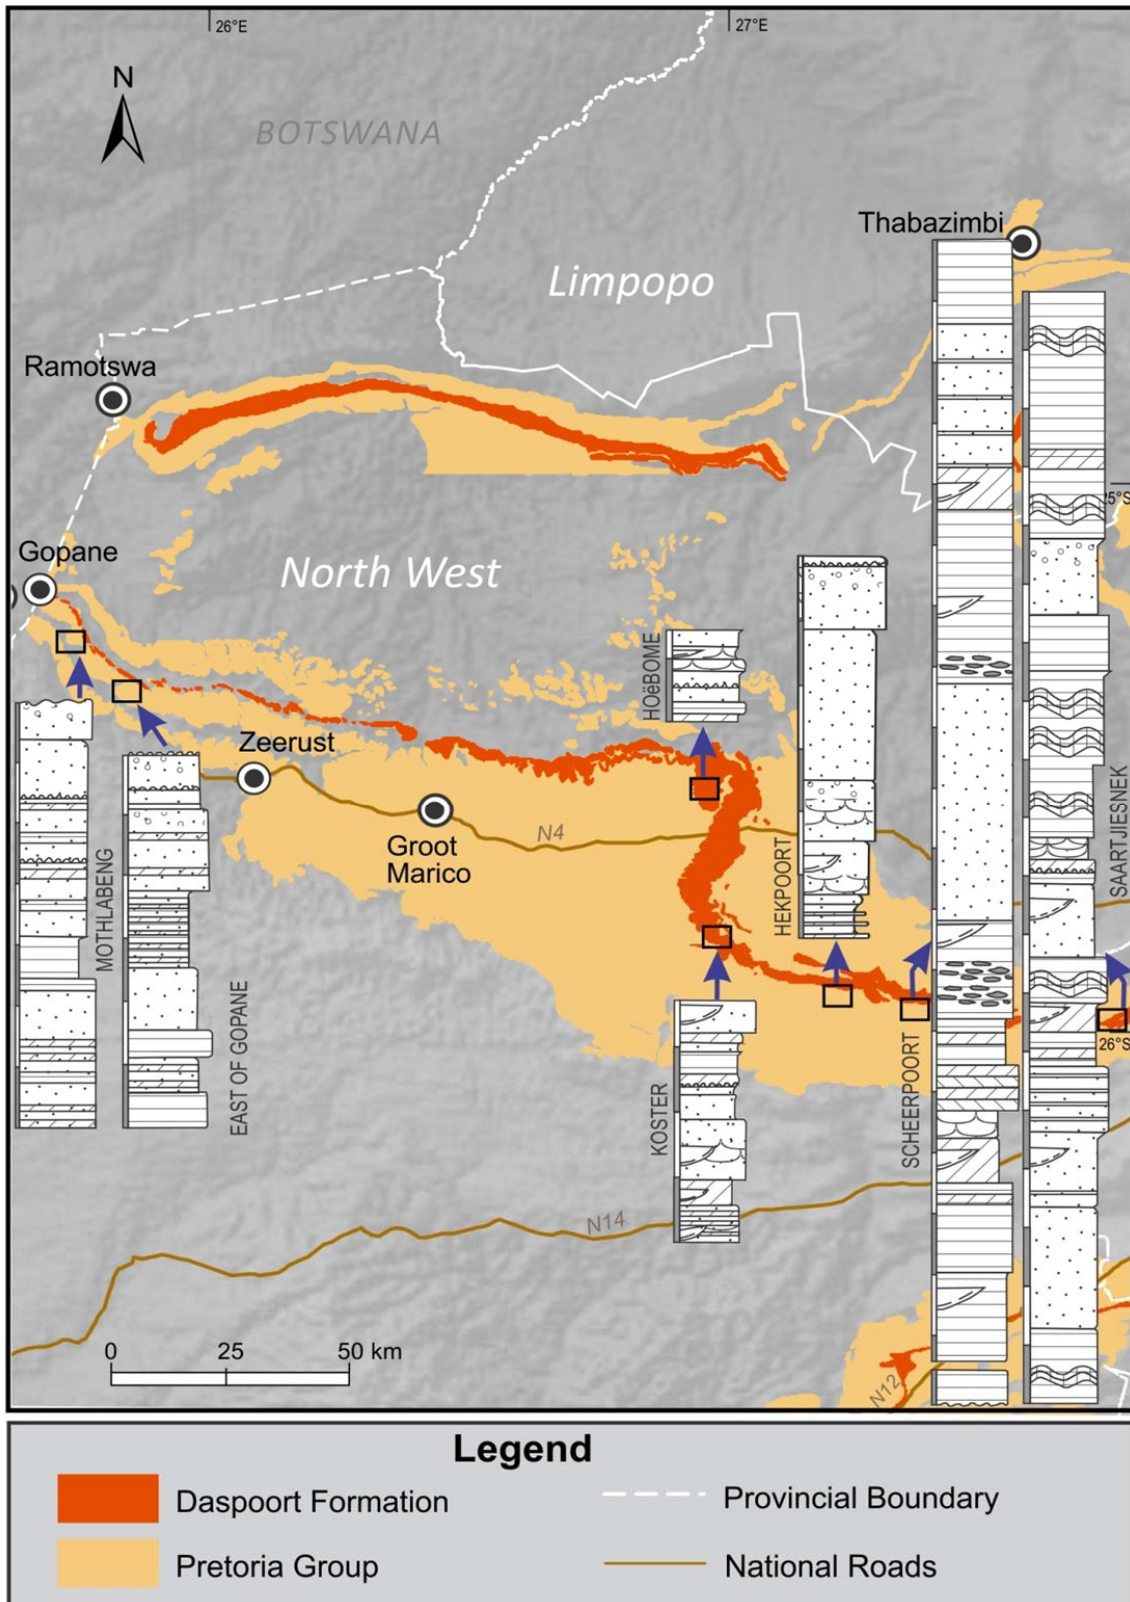 26°E
27°E
N
BOTSWANA
Thabazimbi
Limpopo
Ramotswa
5°S
Gopane
North West
HOëBOME
Zeerust
N4
Groot
Marico
HEKPOORT
SAARTJIESNEK
MOTHLABENG
EAST OF GOPANE
KOSTER
SCHEERPOORT
26°S
N14
0 25 50 km
N12
Legend
Daspoort Formation
Provincial Boundary
Pretoria Group
National Roads